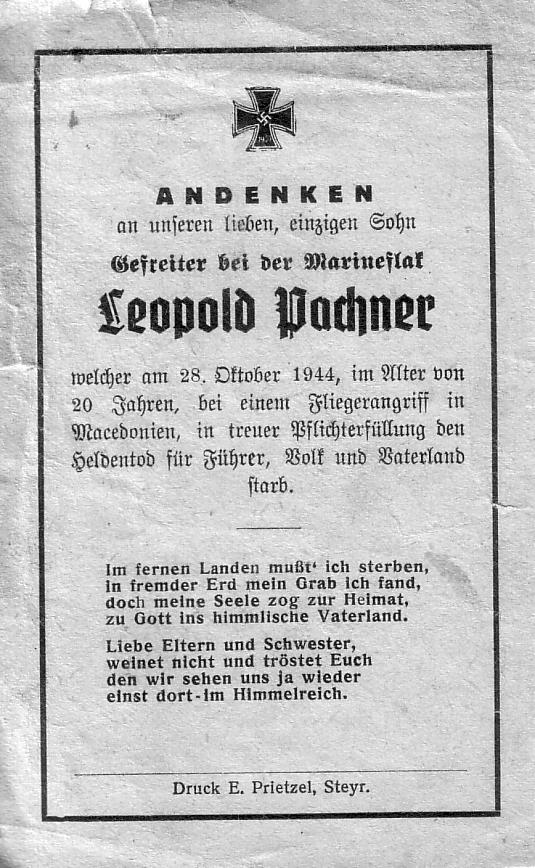 ANDENKEN
an unseren lieben, einzigen Sohn
Gefreiter bei der Marineflak
Leopold Pachner
welcher am 28. Oktober 1944, im Alter von
20 Jahren, bei einem Fliegerangriff in
Macedonien, in treuer Pflichterfüllung den
Heldentod für Führer, Volk und Vaterland
starb.
Im fernen Landen mußt' ich sterben,
in fremder Erd mein Grab ich fand,
doch meine Seele zog zur Heimat,
zu Gott ins himmlische Vaterland.
Liebe Eltern und Schwester,
weinet nicht und tröstet Euch
den wir sehen uns ja wieder
einst dort-im Himmelreich.
Druck E. Prietzel, Steyr.